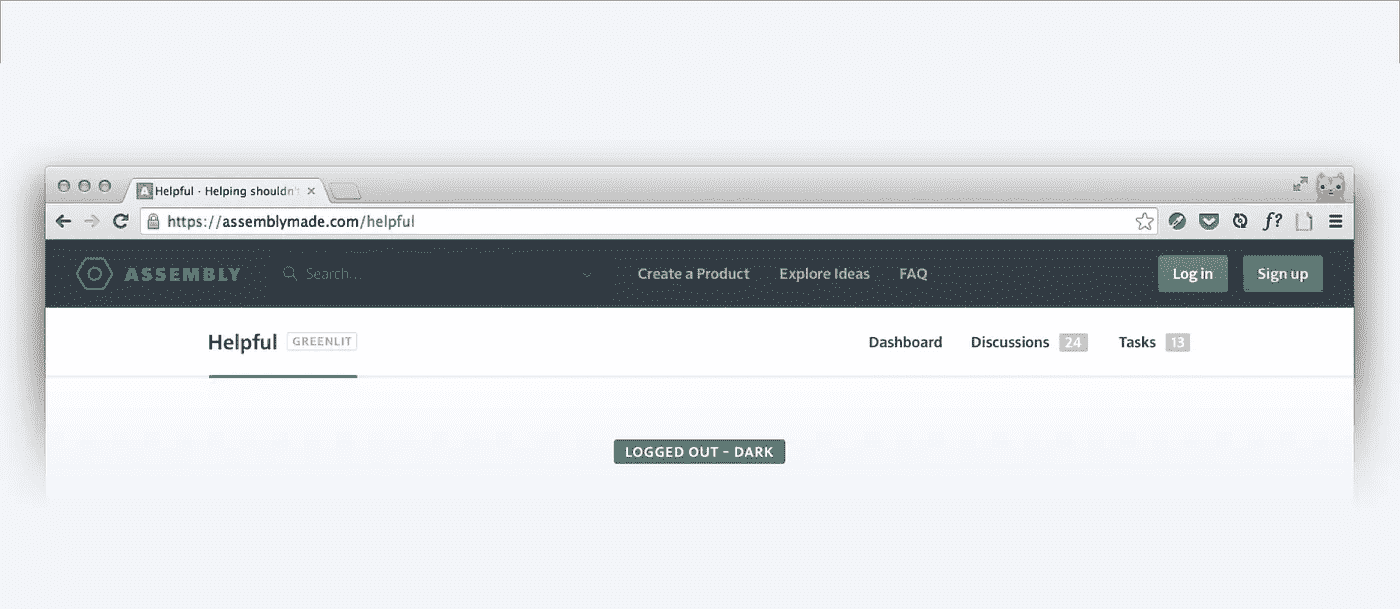 Helpful · Helping shouldn't
https://assemblymade.com/helpful
f?
ASSEMBLY Search... Create a Product Explore Ideas FAQ Log in Sign up
Helpful GREENLIT Dashboard Discussions 24 Tasks 13
LOGGED OUT – DARK